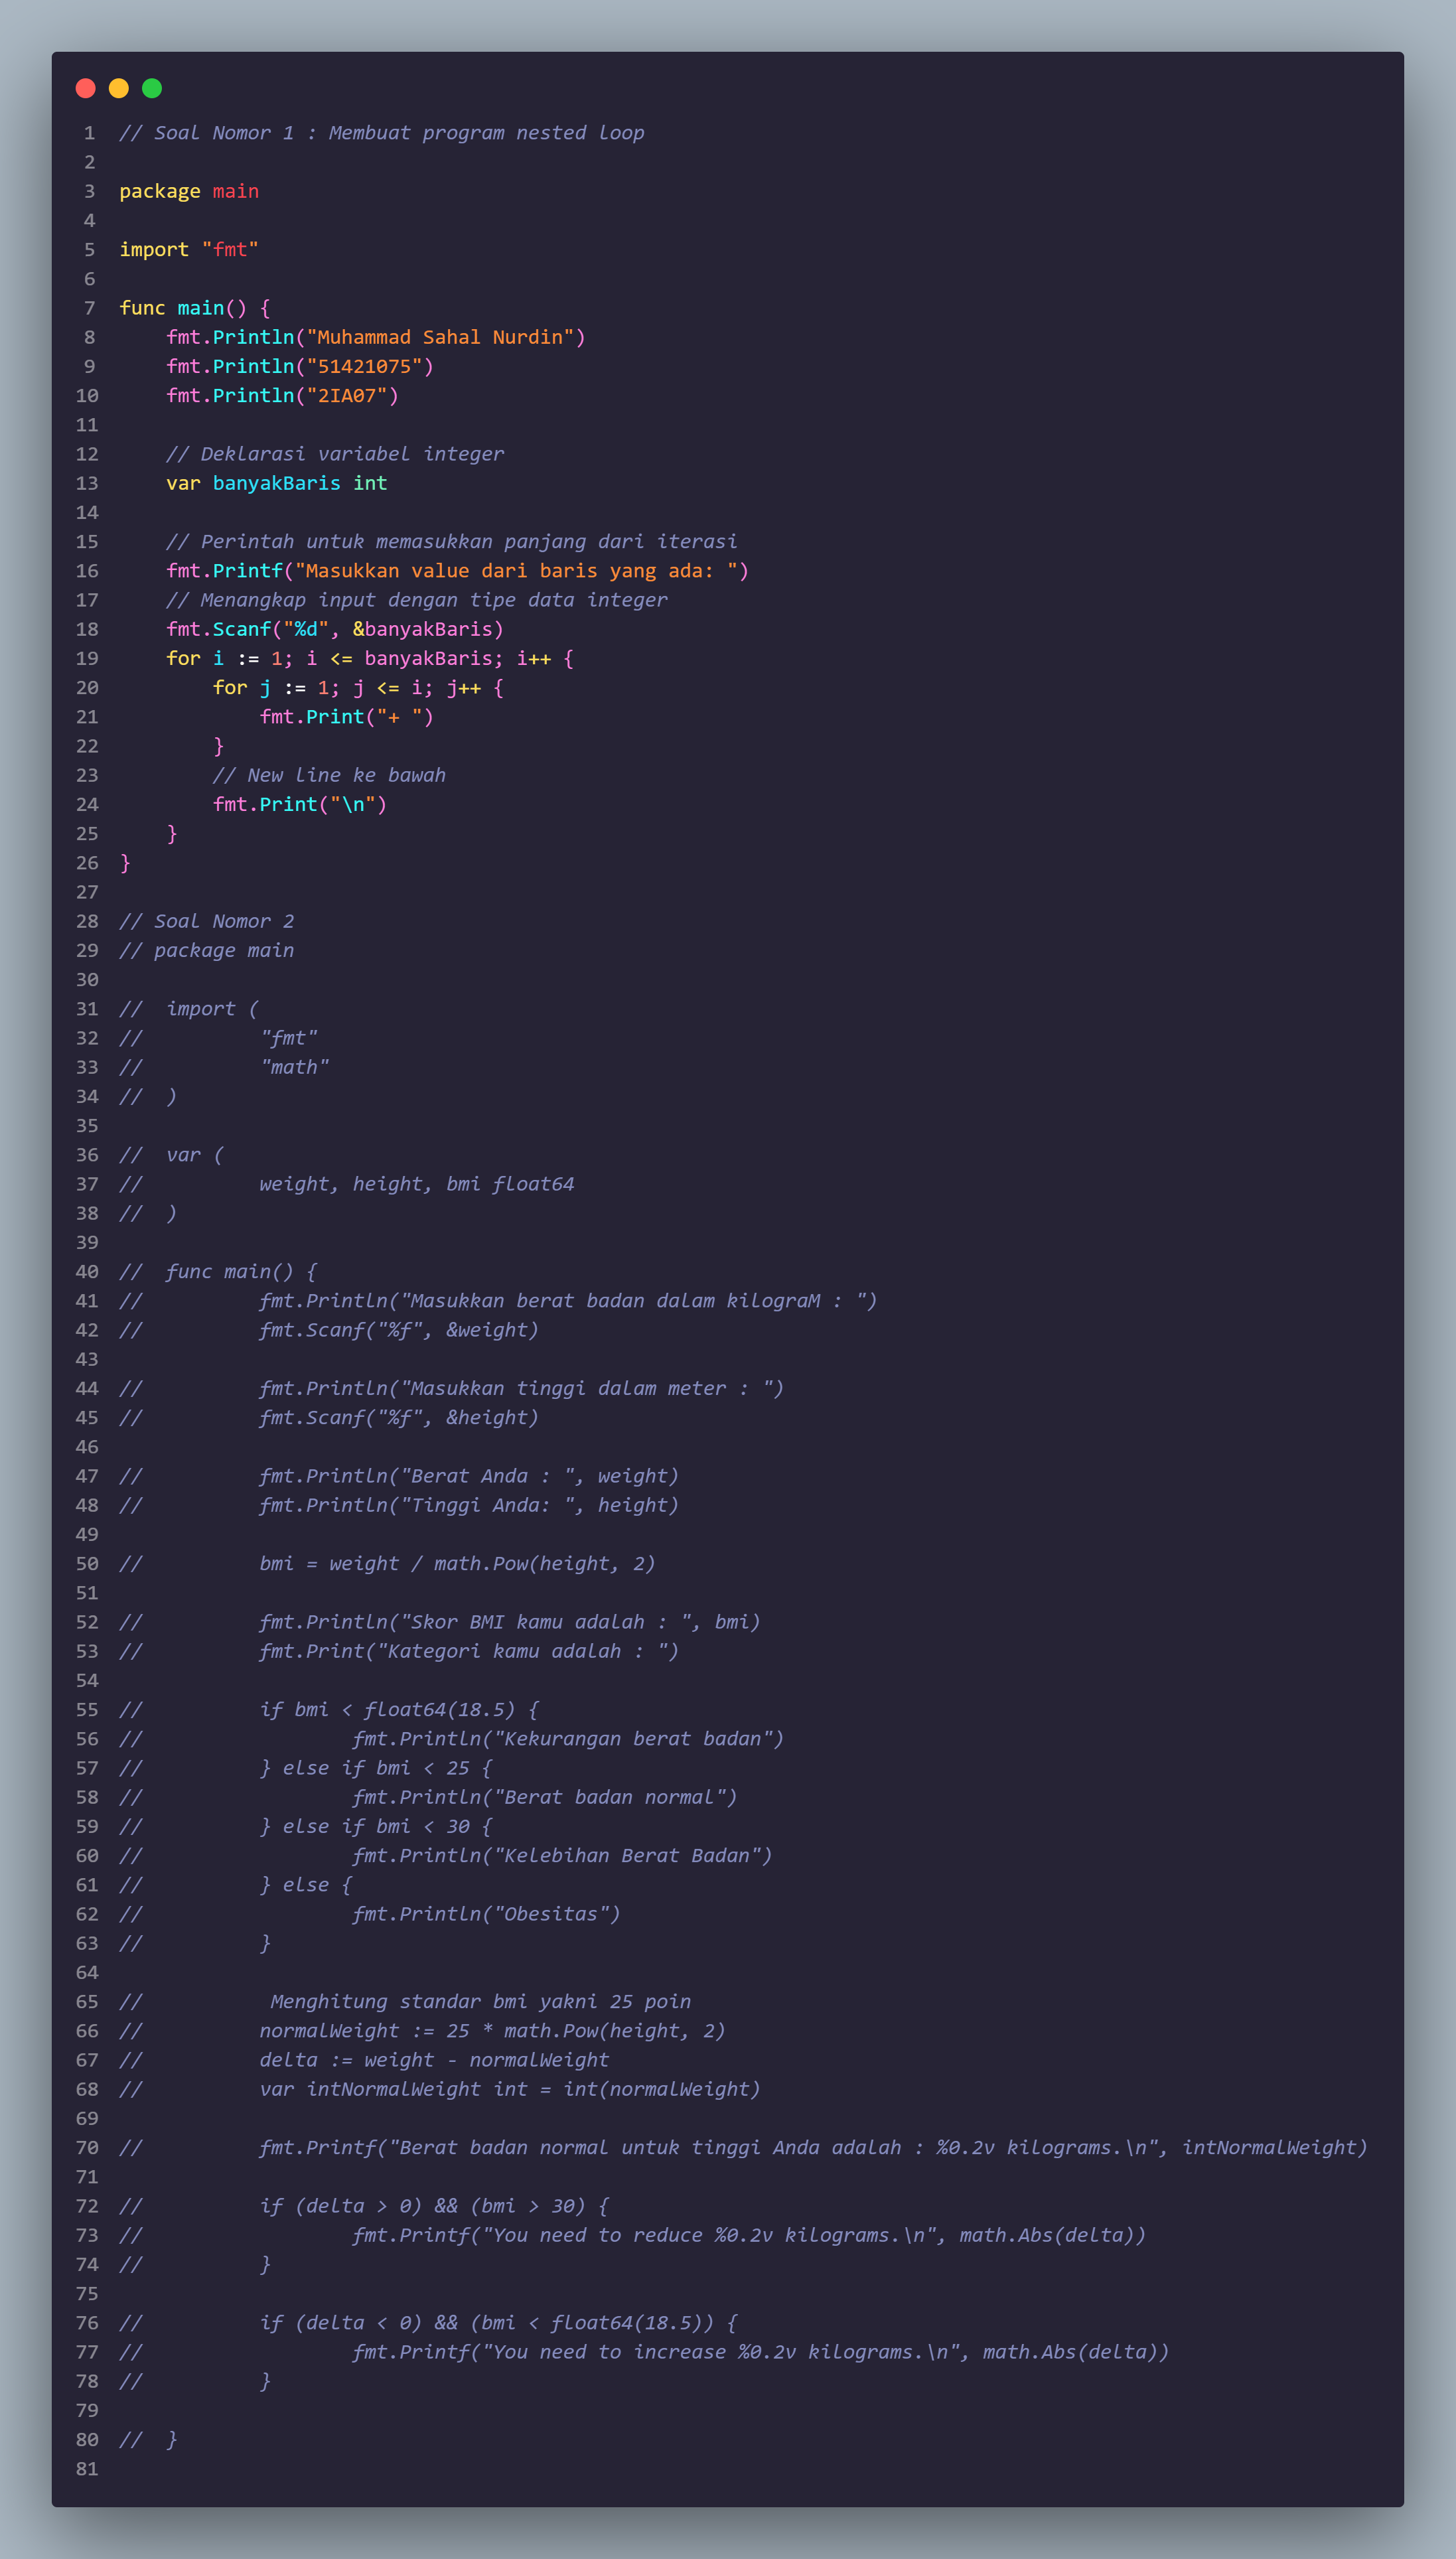 1 // Soal Nomor 1 : Membuat program nested loop
2
3 package main
4
5 import "fmt"
6
7 func main() {
8     fmt.Println("Muhammad Sahal Nurdin")
9     fmt.Println("51421075")
10     fmt.Println("2IA07")
11
12     // Deklarasi variabel integer
13     var banyakBaris int
14
15     // Perintah untuk memasukkan panjang dari iterasi
16     fmt.Printf("Masukkan value dari baris yang ada: ")
17     // Menangkap input dengan tipe data integer
18     fmt.Scanf("%d", &banyakBaris)
19     for i := 1; i <= banyakBaris; i++ {
20         for j := 1; j <= i; j++ {
21             fmt.Print("+ ")
22         }
23         // New line ke bawah
24         fmt.Print("\n")
25     }
26 }
27
28 // Soal Nomor 2
29 // package main
30
31 //  import (
32 //          "fmt"
33 //          "math"
34 //  )
35
36 //  var (
37 //          weight, height, bmi float64
38 //  )
39
40 //  func main() {
41 //          fmt.Println("Masukkan berat badan dalam kilograM : ")
42 //          fmt.Scanf("%f", &weight)
43
44 //          fmt.Println("Masukkan tinggi dalam meter : ")
45 //          fmt.Scanf("%f", &height)
46
47 //          fmt.Println("Berat Anda : ", weight)
48 //          fmt.Println("Tinggi Anda: ", height)
49
50 //          bmi = weight / math.Pow(height, 2)
51
52 //          fmt.Println("Skor BMI kamu adalah : ", bmi)
53 //          fmt.Print("Kategori kamu adalah : ")
54
55 //          if bmi < float64(18.5) {
56 //                  fmt.Println("Kekurangan berat badan")
57 //          } else if bmi < 25 {
58 //                  fmt.Println("Berat badan normal")
59 //          } else if bmi < 30 {
60 //                  fmt.Println("Kelebihan Berat Badan")
61 //          } else {
62 //                  fmt.Println("Obesitas")
63 //          }
64
65 //           Menghitung standar bmi yakni 25 poin
66 //          normalWeight := 25 * math.Pow(height, 2)
67 //          delta := weight - normalWeight
68 //          var intNormalWeight int = int(normalWeight)
69
70 //          fmt.Printf("Berat badan normal untuk tinggi Anda adalah : %0.2v kilograms.\n", intNormalWeight)
71
72 //          if (delta > 0) && (bmi > 30) {
73 //                  fmt.Printf("You need to reduce %0.2v kilograms.\n", math.Abs(delta))
74 //          }
75
76 //          if (delta < 0) && (bmi < float64(18.5)) {
77 //                  fmt.Printf("You need to increase %0.2v kilograms.\n", math.Abs(delta))
78 //          }
79
80 //  }
81